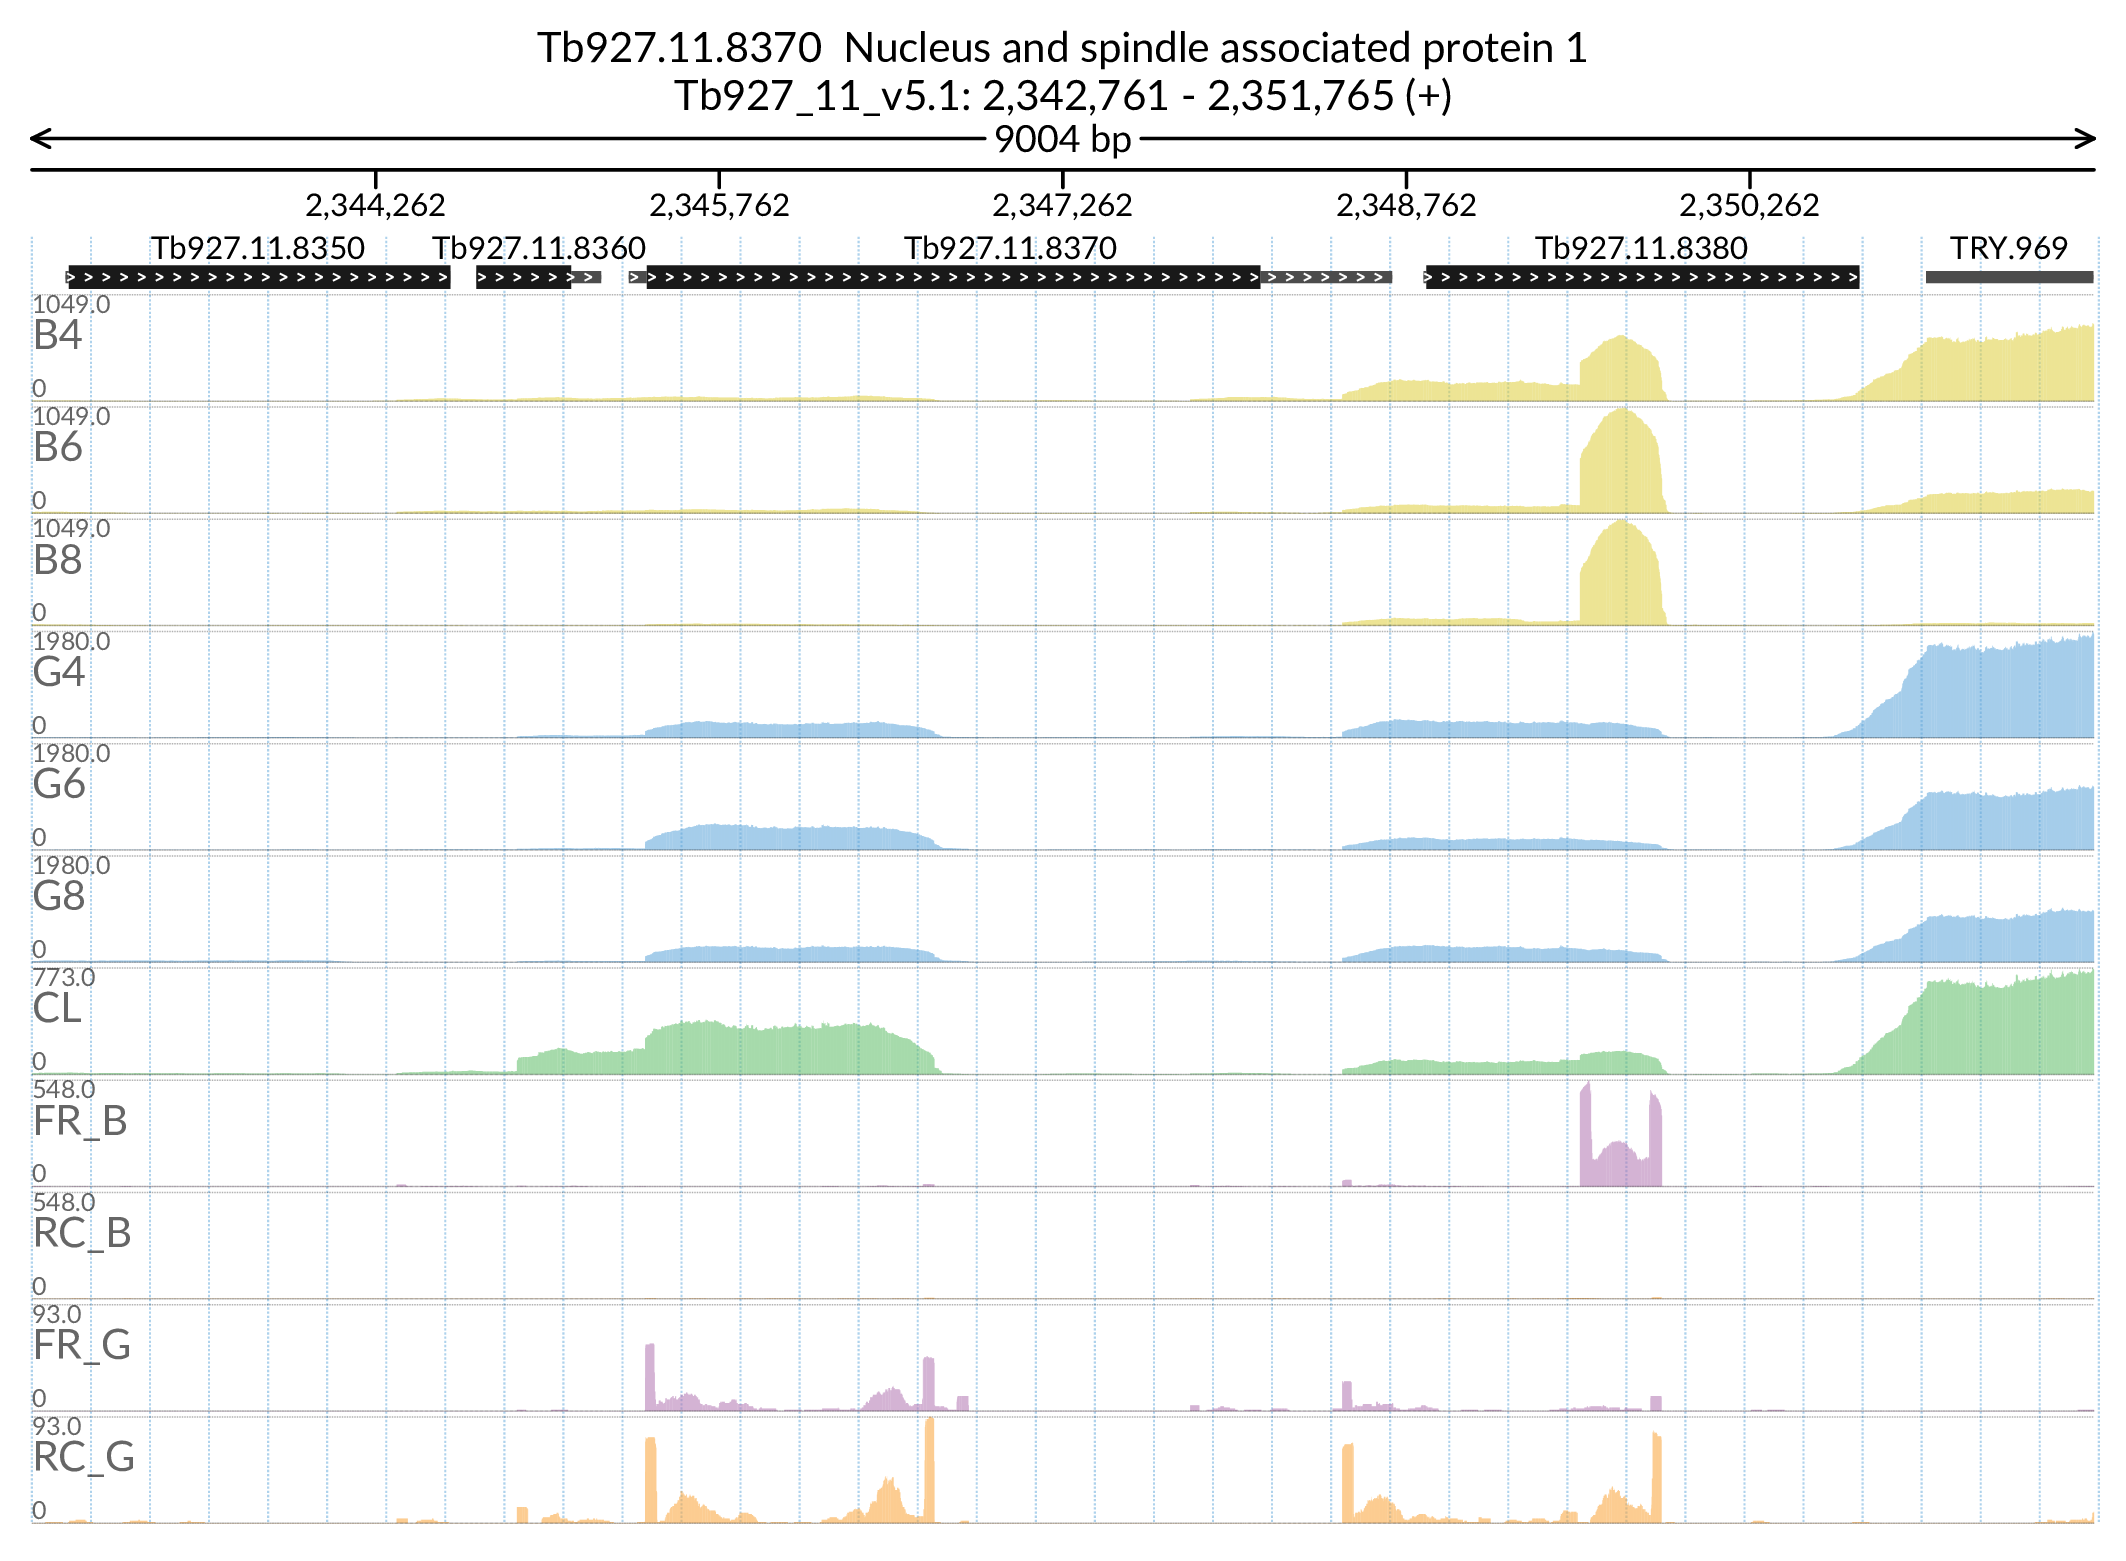 Tb927.11.8370  Nucleus and spindle associated protein 1
Tb927_11_v5.1: 2,342,761 - 2,351,765 (+)
9004 bp
2,344,262 2,345,762 2,347,262 2,348,762 2,350,262
Tb927.11.8350 Tb927.11.8360 Tb927.11.8370 Tb927.11.8380 TRY.969
1049.0
B4
0
1049.0
B6
0
1049.0
B8
0
1980.0
G4
0
1980.0
G6
0
1980.0
G8
0
773.0
CL
0
548.0
FR_B
0
548.0
RC_B
0
93.0
FR_G
0
93.0
RC_G
0